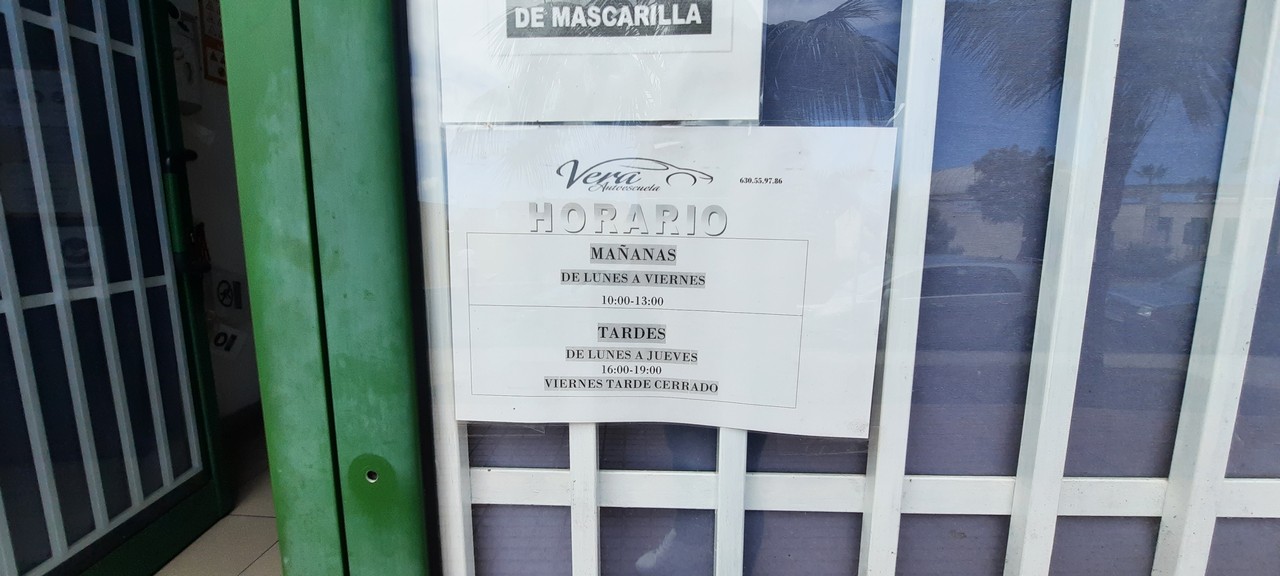 DE MASCARILLA
Vera
Autoescuela
630.55.97.86
HORARIO
MAÑANAS
DE LUNES A VIERNES
10:00-13:00
TARDES
DE LUNES A JUEVES
16:00-19:00
VIERNES TARDE CERRADO